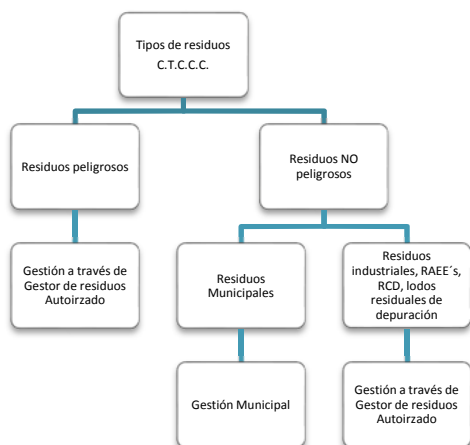 Tipos de residuos
C.T.C.C.C.
Residuos peligrosos
Residuos NO
peligrosos
Gestión a través de
Gestor de residuos
Autoirzado
Residuos
Municipales
Residuos
industriales, RAEE´s,
RCD, lodos
residuales de
depuración
Gestión Municipal
Gestión a través de
Gestor de residuos
Autoirzado